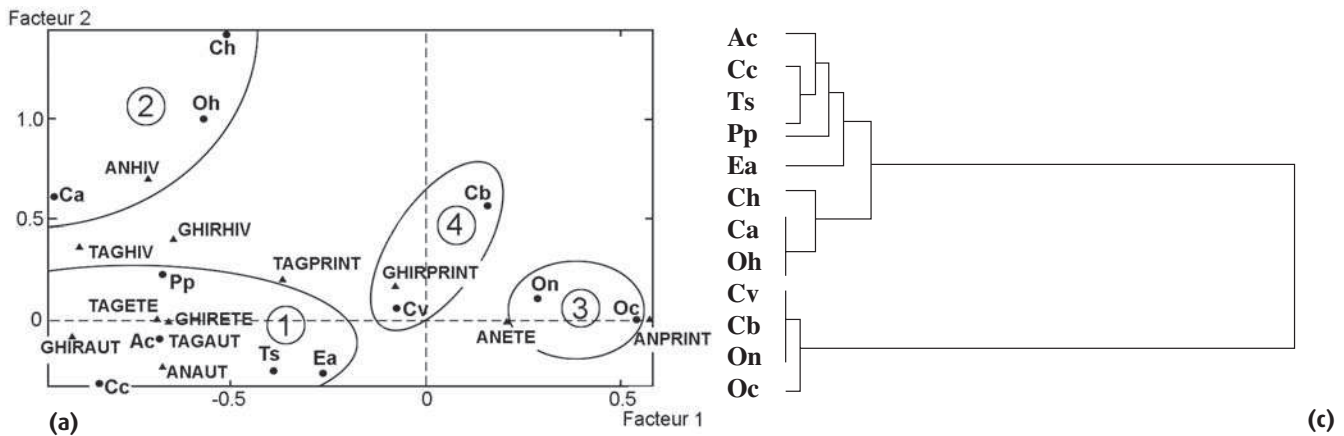 Facteur 2
Ch
2
Oh
1.0
ANHIV
Ca
Cb
0.5
4
GHIRHIV
TAGHIV
TAGPRINT
GHIRPRINT
Pp
On
TAGETE
Cv
3
Oc
0
GHIRETE
1
ANETE
ANPRINT
GHIRAUT
Ac
TAGAUT
Ts
Ea
ANAUT
Cc
-0.5
0
0.5
(a)
Facteur 1
Ac
Cc
Ts
Pp
Ea
Ch
Ca
Oh
Cv
Cb
On
Oc
(c)